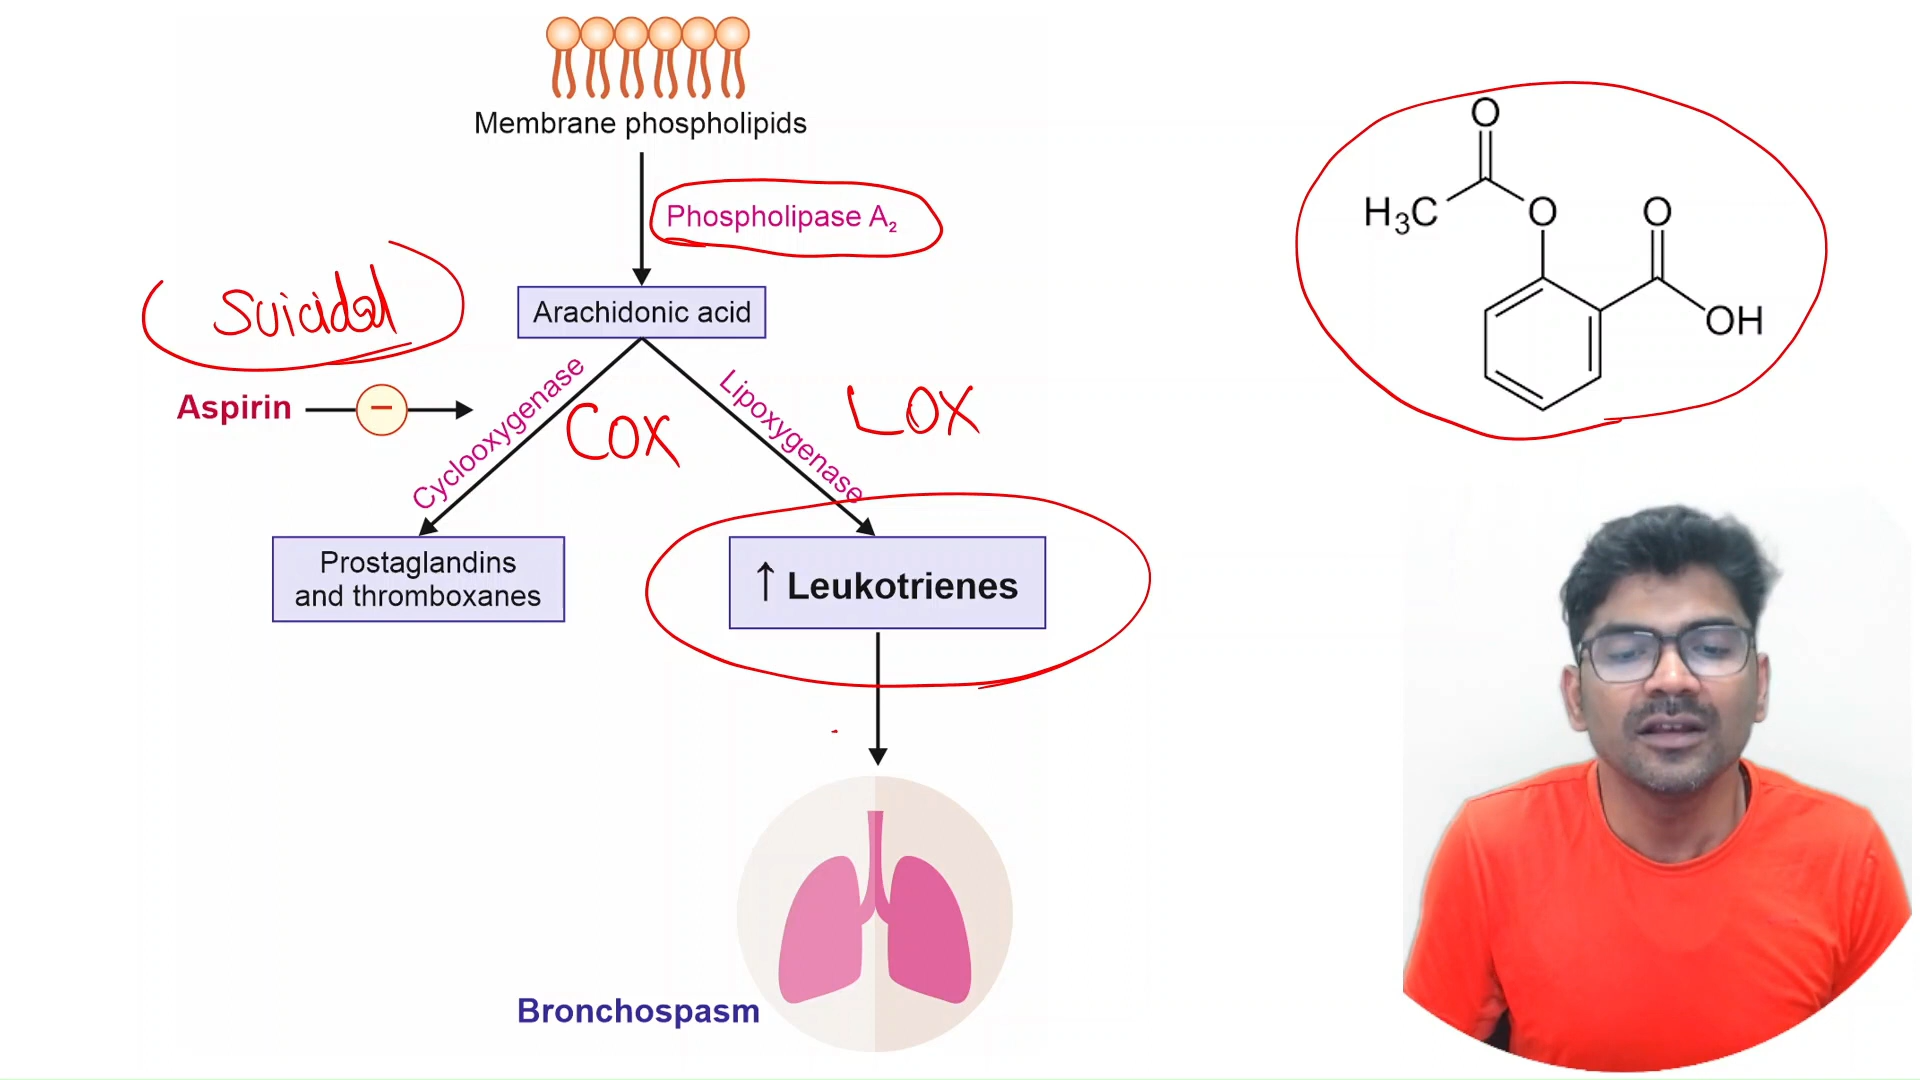 Membrane phospholipids
Phospholipase A₂
Suicidal
Arachidonic acid
Aspirin
−
Cyclooxygenase
COX
Lipoxygenase
LOX
Prostaglandins
and thromboxanes
↑ Leukotrienes
Bronchospasm
O
H₃C
O
O
OH